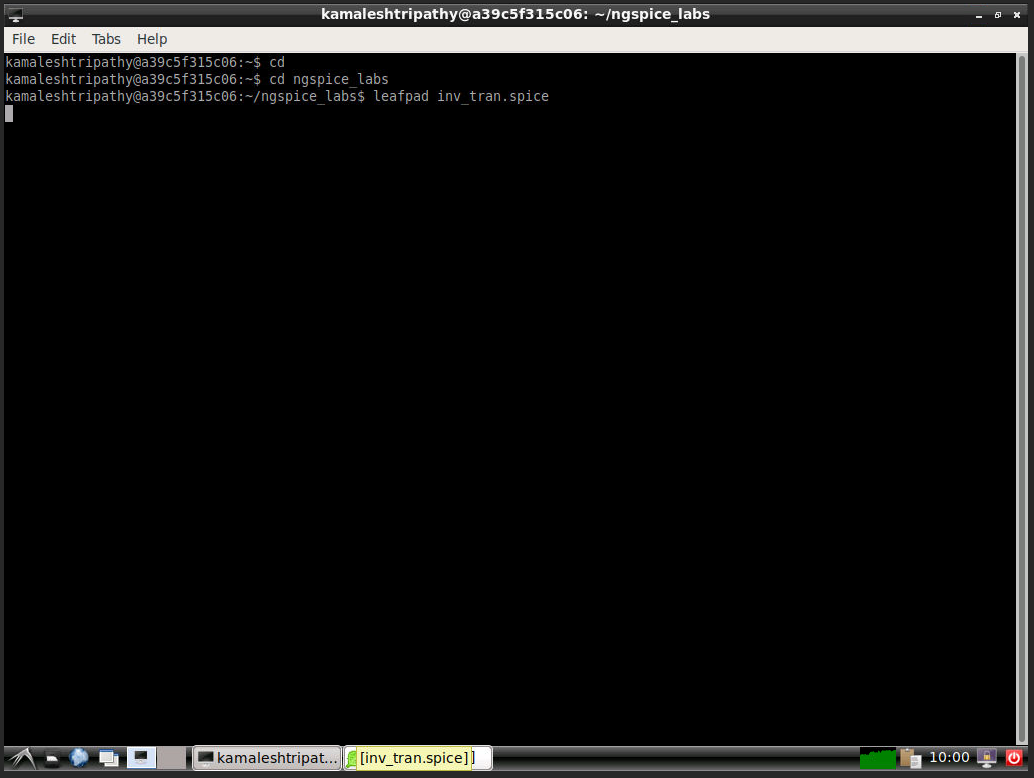 kamaleshtripathy@a39c5f315c06: ~/ngspice_labs
File Edit Tabs Help
kamaleshtripathy@a39c5f315c06:~$ cd
kamaleshtripathy@a39c5f315c06:~$ cd ngspice_labs
kamaleshtripathy@a39c5f315c06:~/ngspice_labs$ leafpad inv_tran.spice
kamaleshtripat... [inv_tran.spice]] 10:00